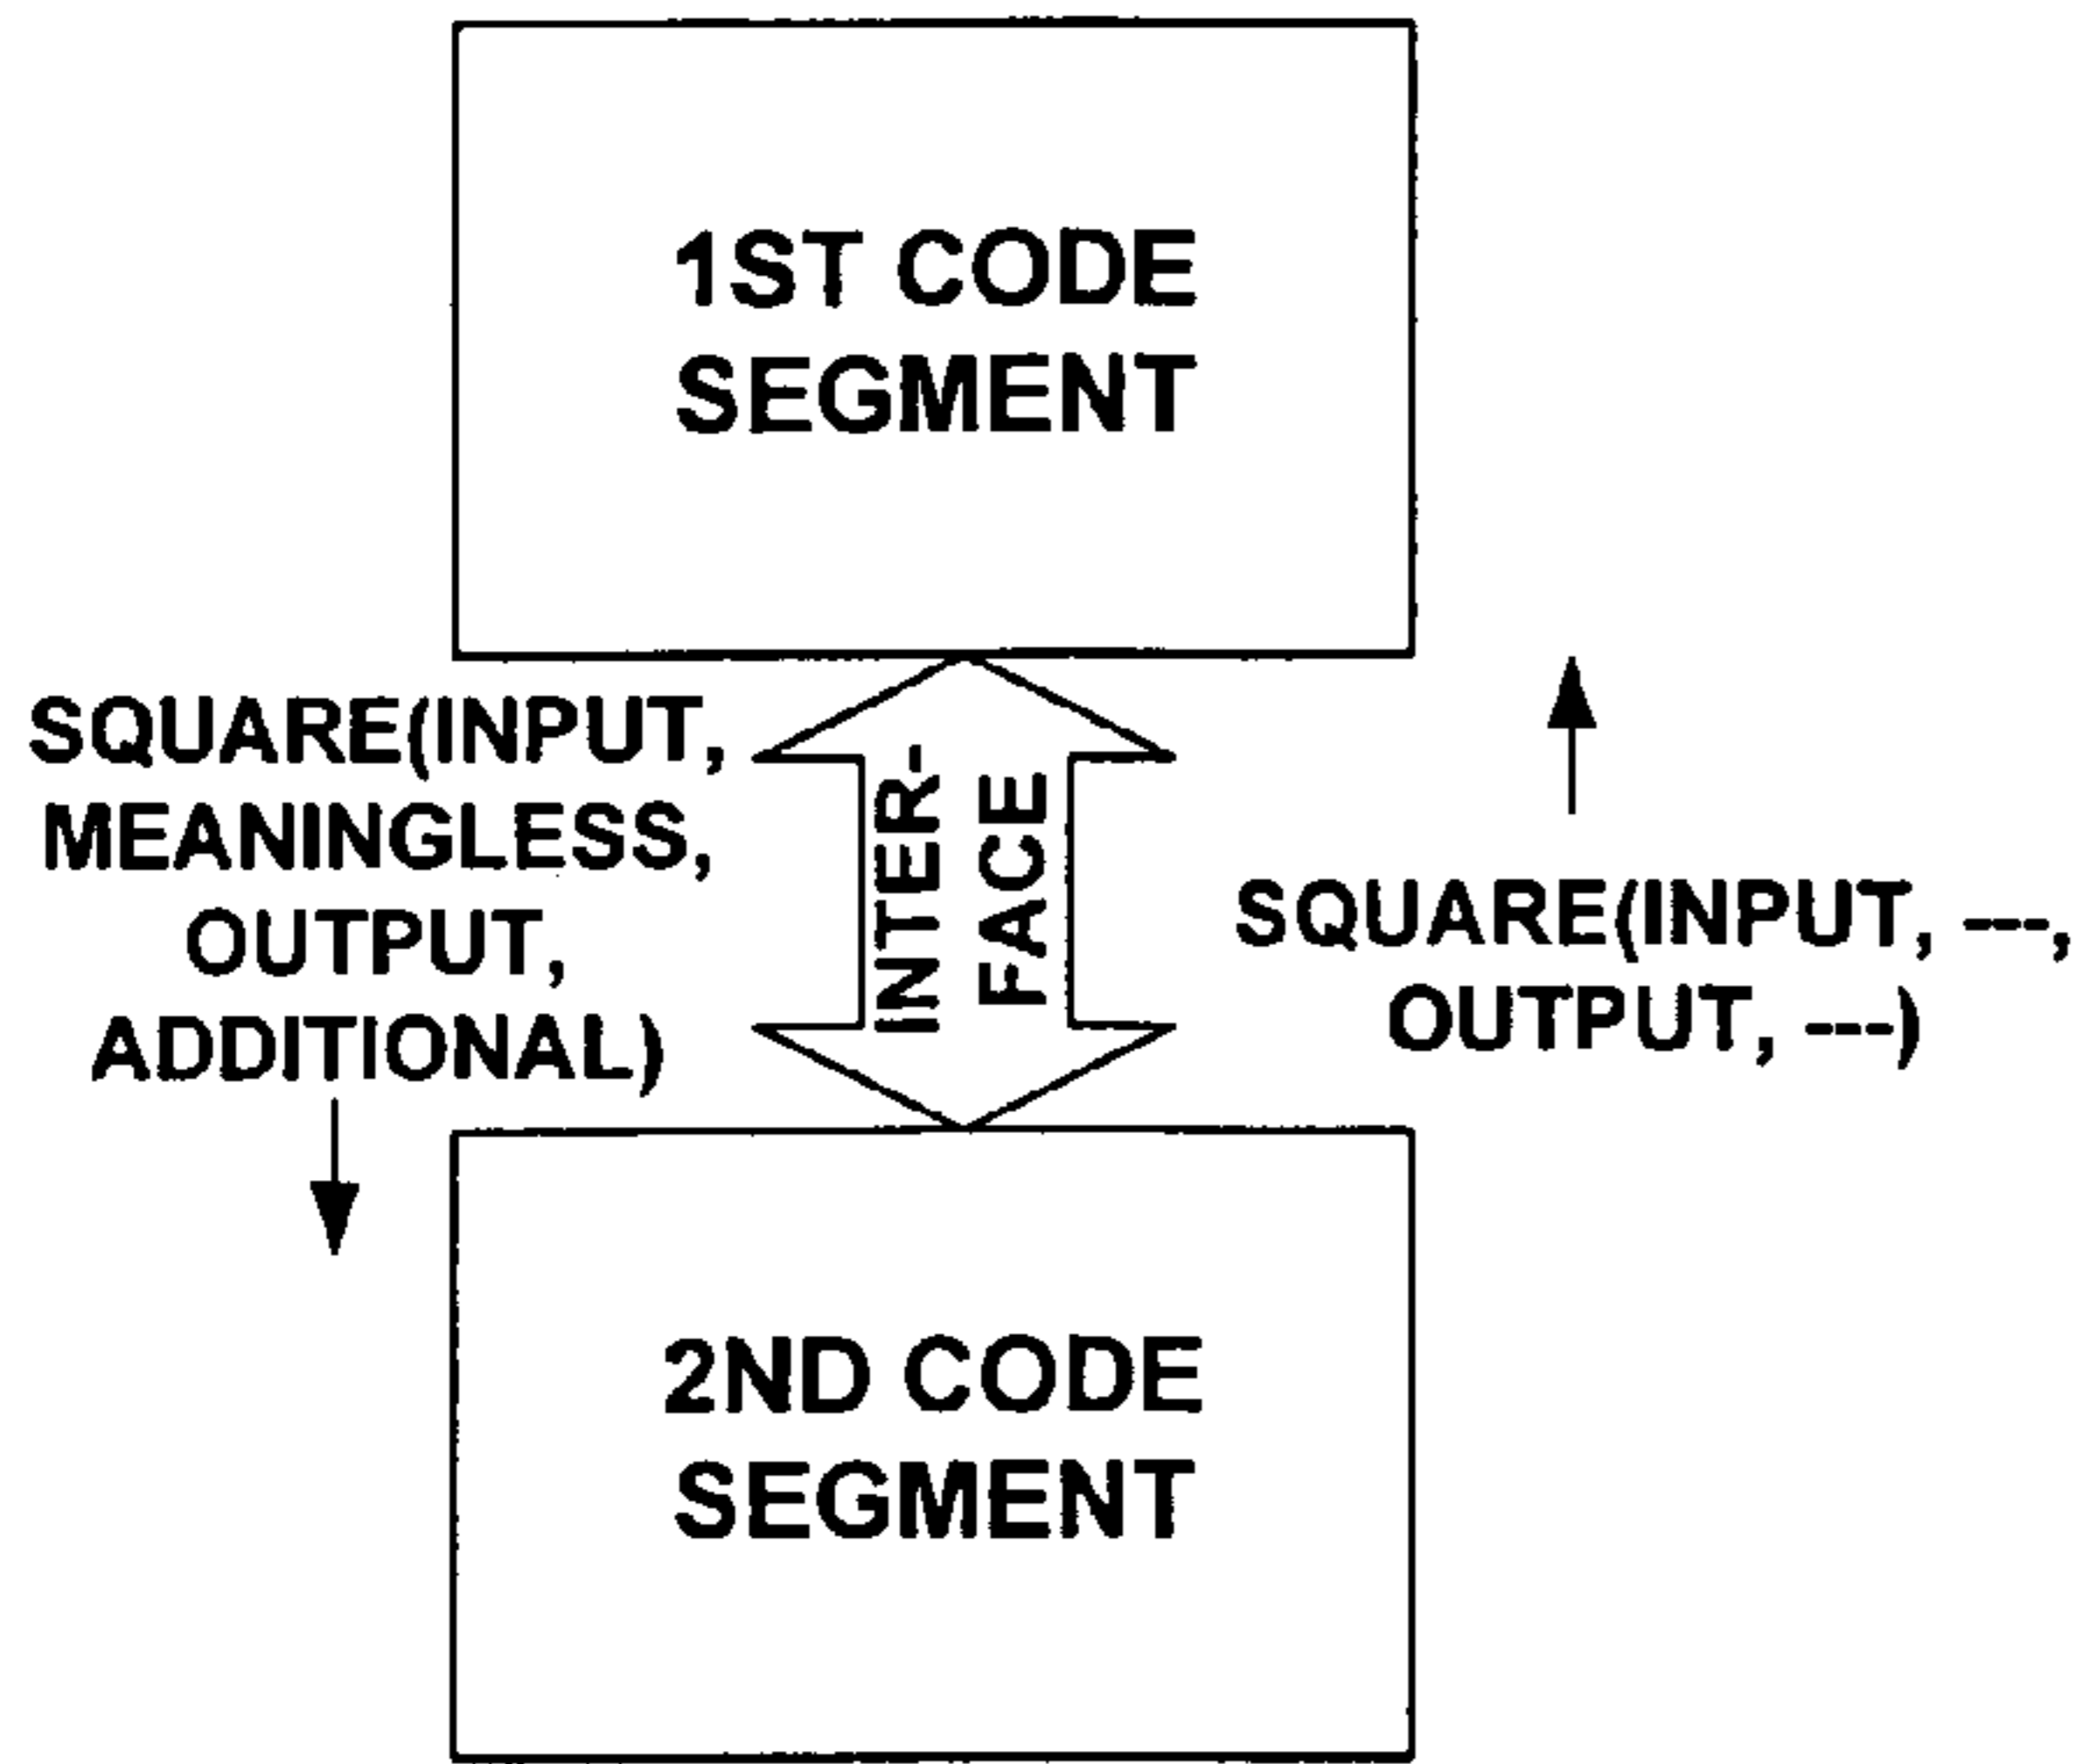 1ST CODE
SEGMENT
SQUARE(INPUT,
MEANINGLESS,
OUTPUT,
ADDITIONAL)
INTER-
FACE
SQUARE(INPUT, ---,
OUTPUT, ---)
2ND CODE
SEGMENT